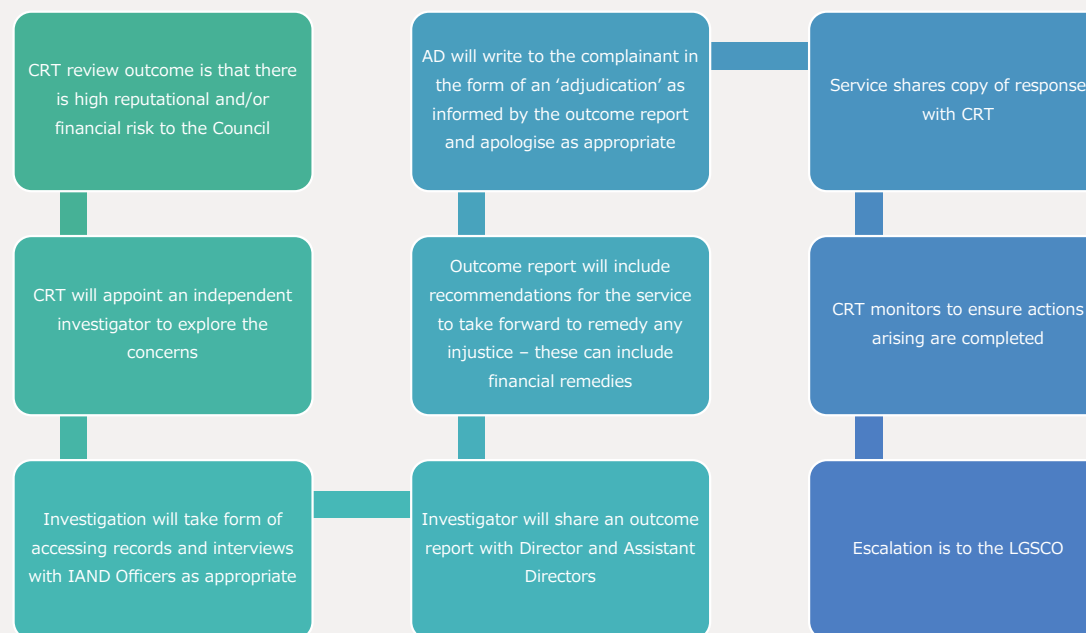 CRT review outcome is that there
is high reputational and/or
financial risk to the Council
CRT will appoint an independent
investigator to explore the
concerns
Investigation will take form of
accessing records and interviews
with IAND Officers as appropriate
Investigator will share an outcome
report with Director and Assistant
Directors
Outcome report will include
recommendations for the service
to take forward to remedy any
injustice – these can include
financial remedies
AD will write to the complainant in
the form of an ‘adjudication’ as
informed by the outcome report
and apologise as appropriate
Service shares copy of response
with CRT
CRT monitors to ensure actions
arising are completed
Escalation is to the LGSCO